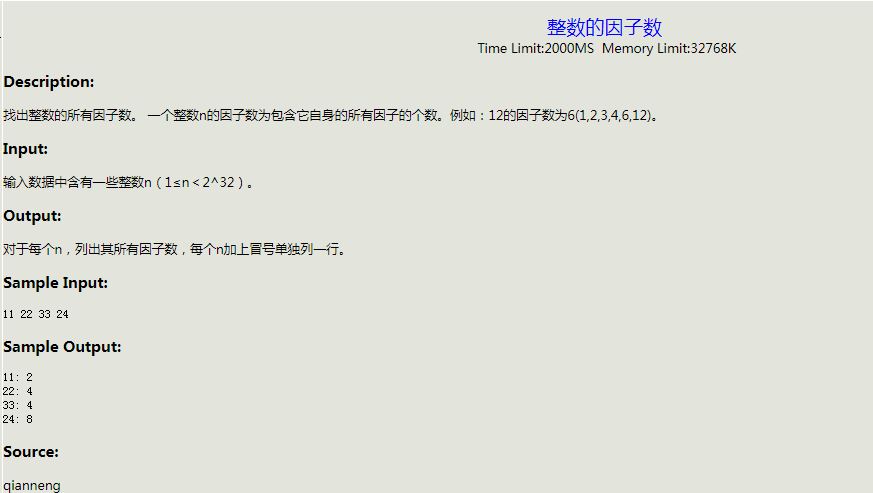 整数的因子数
Time Limit:2000MS Memory Limit:32768K
Description:
找出整数的所有因子数。 一个整数n的因子数为包含它自身的所有因子的个数。例如：12的因子数为6(1,2,3,4,6,12)。
Input:
输入数据中含有一些整数n（1≤n＜2^32）。
Output:
对于每个n，列出其所有因子数，每个n加上冒号单独列一行。
Sample Input:
11 22 33 24
Sample Output:
11: 2
22: 4
33: 4
24: 8
Source:
qianneng